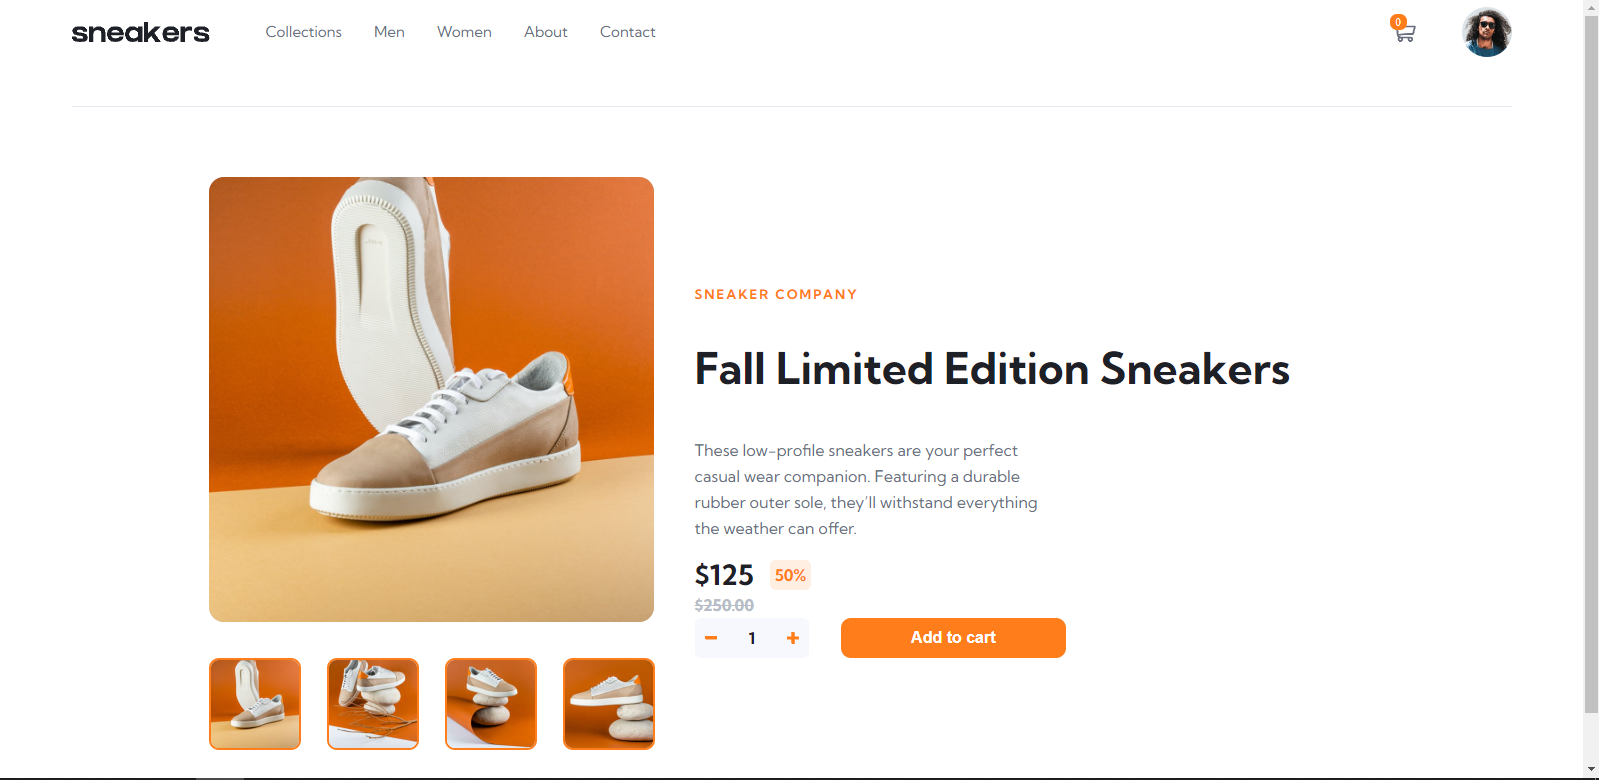 sneakers
Collections
Men
Women
About
Contact
0
SNEAKER COMPANY
Fall Limited Edition Sneakers
These low-profile sneakers are your perfect
casual wear companion. Featuring a durable
rubber outer sole, they'll withstand everything
the weather can offer.
$125 50%
$250.00
1
Add to cart